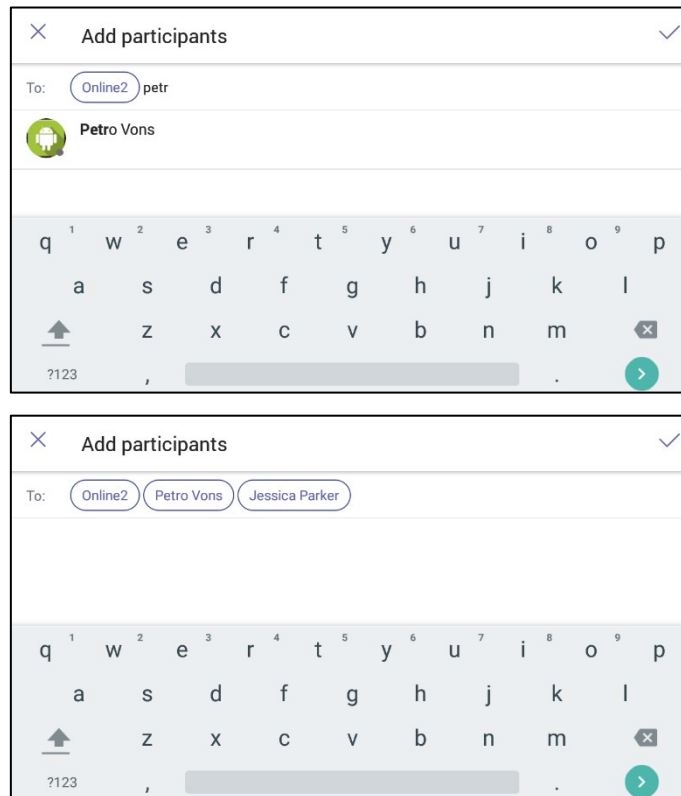 Add participants
To: Online2 petr
Petro Vons
1 2 3 4 5 6 7 8 9
q w e r t y u i o p
a s d f g h j k l
z x c v b n m
?123 , .
Add participants
To: Online2 Petro Vons Jessica Parker
1 2 3 4 5 6 7 8 9
q w e r t y u i o p
a s d f g h j k l
z x c v b n m
?123 , .